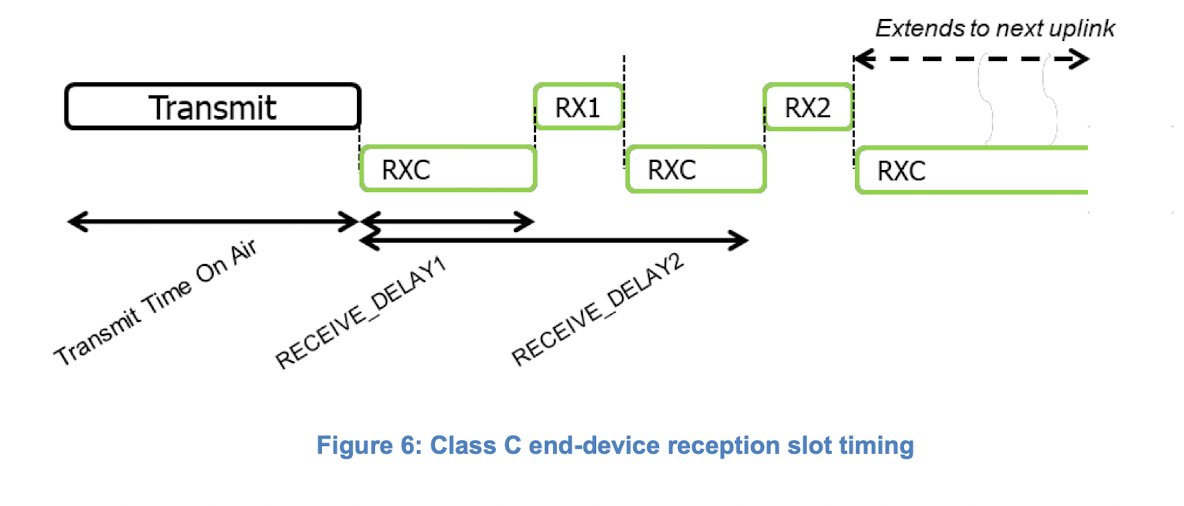 Extends to next uplink
Transmit
RX1
RX2
RXC
RXC
RXC
Transmit Time On Air
RECEIVE_DELAY1
RECEIVE_DELAY2
Figure 6: Class C end-device reception slot timing